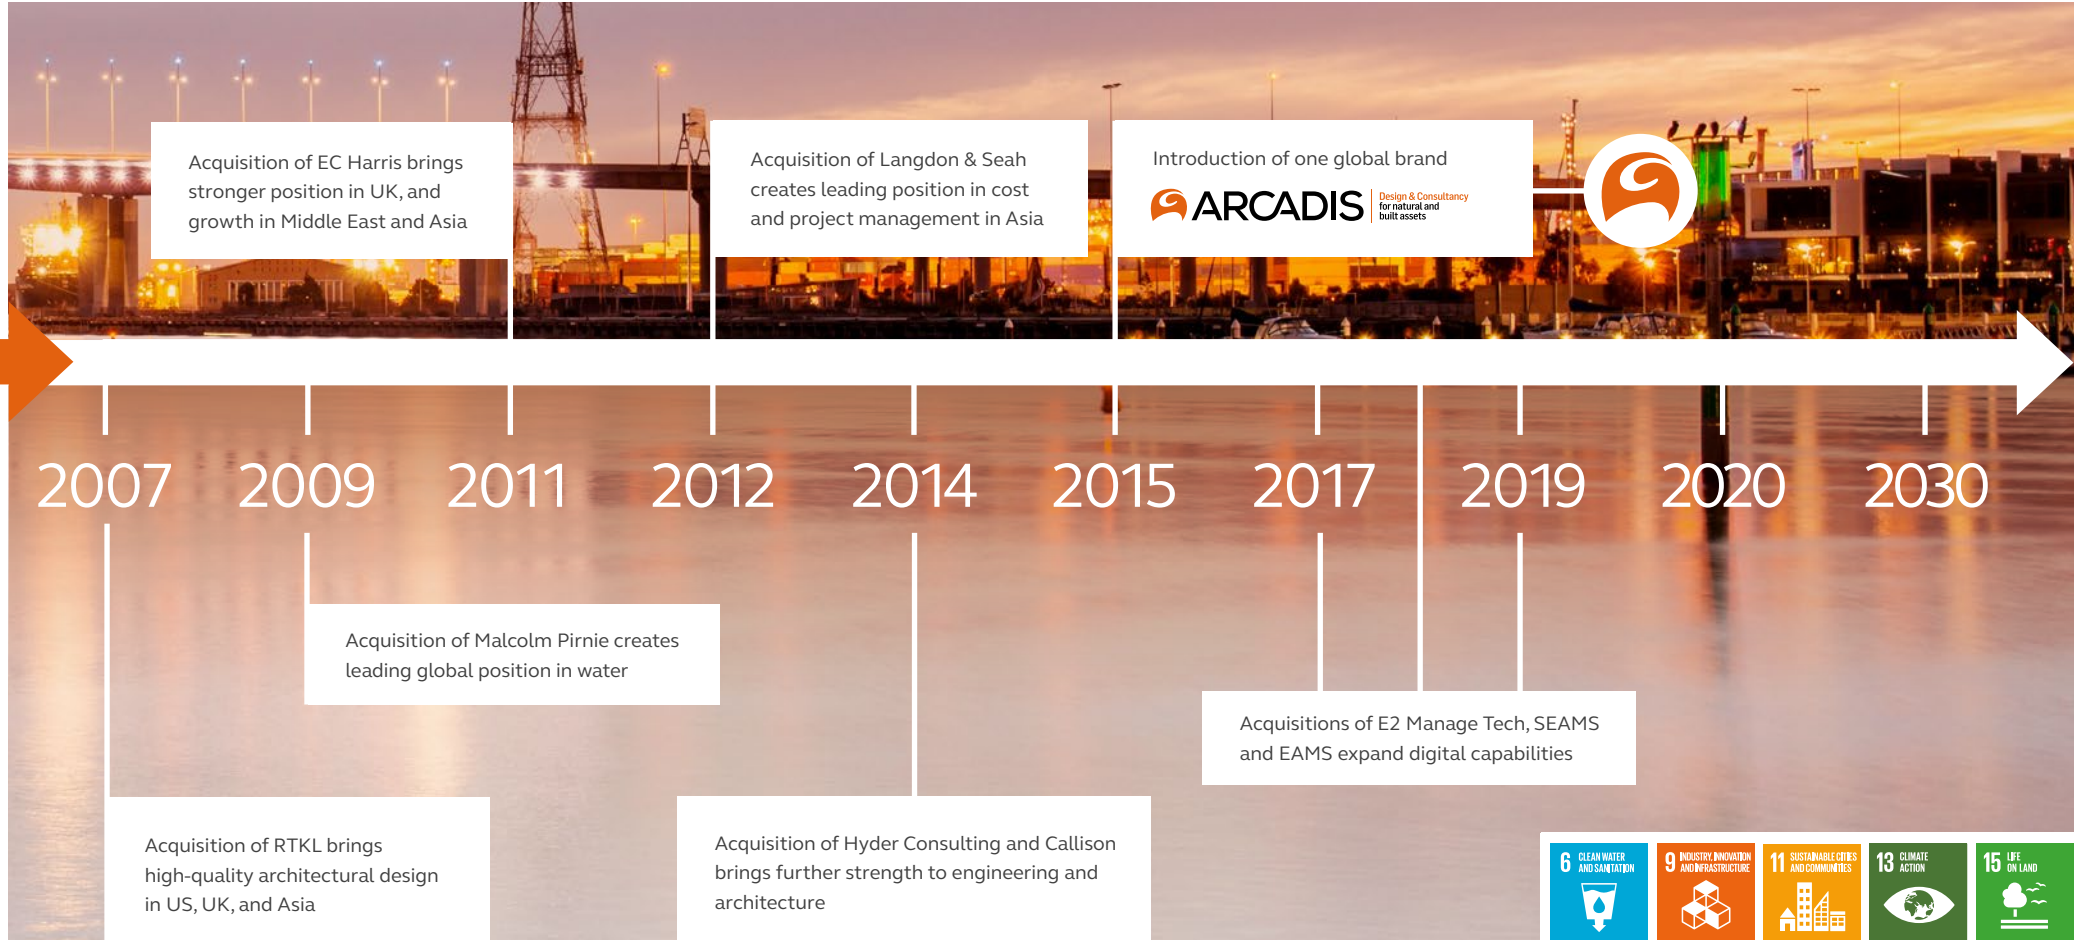 Acquisition of EC Harris brings
stronger position in UK, and
growth in Middle East and Asia
Acquisition of Langdon & Seah
creates leading position in cost
and project management in Asia
Introduction of one global brand
ARCADIS
Design & Consultancy
for natural and
built assets
2007
2009
2011
2012
2014
2015
2017
2019
2020
2030
Acquisition of Malcolm Pirnie creates
leading global position in water
Acquisitions of E2 Manage Tech, SEAMS
and EAMS expand digital capabilities
Acquisition of RTKL brings
high-quality architectural design
in US, UK, and Asia
Acquisition of Hyder Consulting and Callison
brings further strength to engineering and
architecture
6 CLEAN WATER
AND SANITATION
9 INDUSTRY, INNOVATION
AND INFRASTRUCTURE
11 SUSTAINABLE CITIES
AND COMMUNITIES
13 CLIMATE
ACTION
15 LIFE
ON LAND